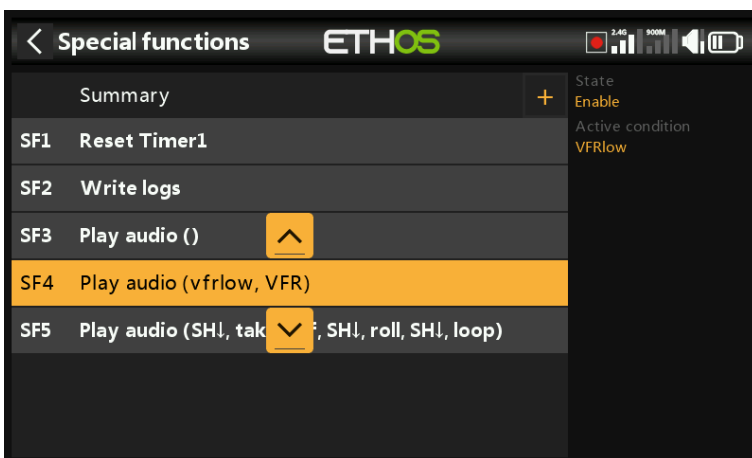 Special functions
ETHOS
2.4G 900M
Summary
+
SF1 Reset Timer1
SF2 Write logs
SF3 Play audio ()
SF4 Play audio (vfrlow, VFR)
SF5 Play audio (SH↓, tak f, SH↓, roll, SH↓, loop)
State
Enable
Active condition
VFRlow